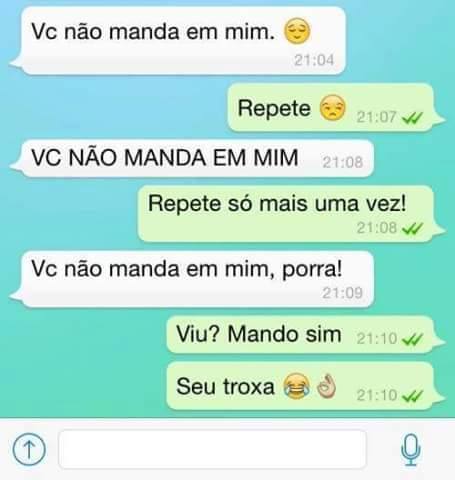 Vc não manda em mim. 😌
21:04
Repete 😒 21:07
VC NÃO MANDA EM MIM 21:08
Repete só mais uma vez!
21:08
Vc não manda em mim, porra!
21:09
Viu? Mando sim 21:10
Seu troxa 😂👌🏼 21:10